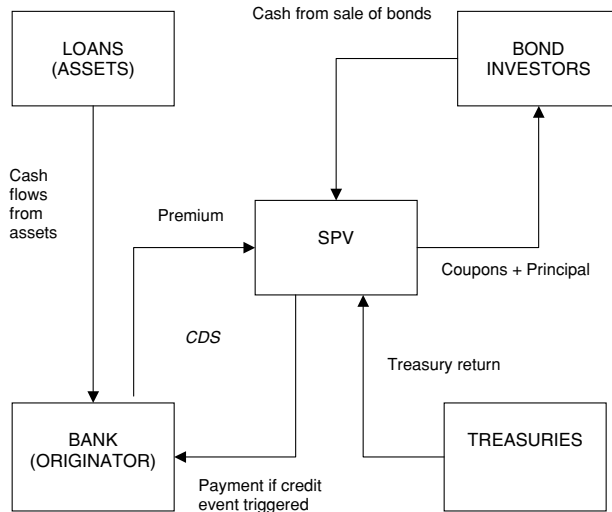 Cash from sale of bonds
LOANS
(ASSETS)
BOND
INVESTORS
Cash
flows
from
assets
Premium
SPV
Coupons + Principal
CDS
Treasury return
BANK
(ORIGINATOR)
TREASURIES
Payment if credit
event triggered